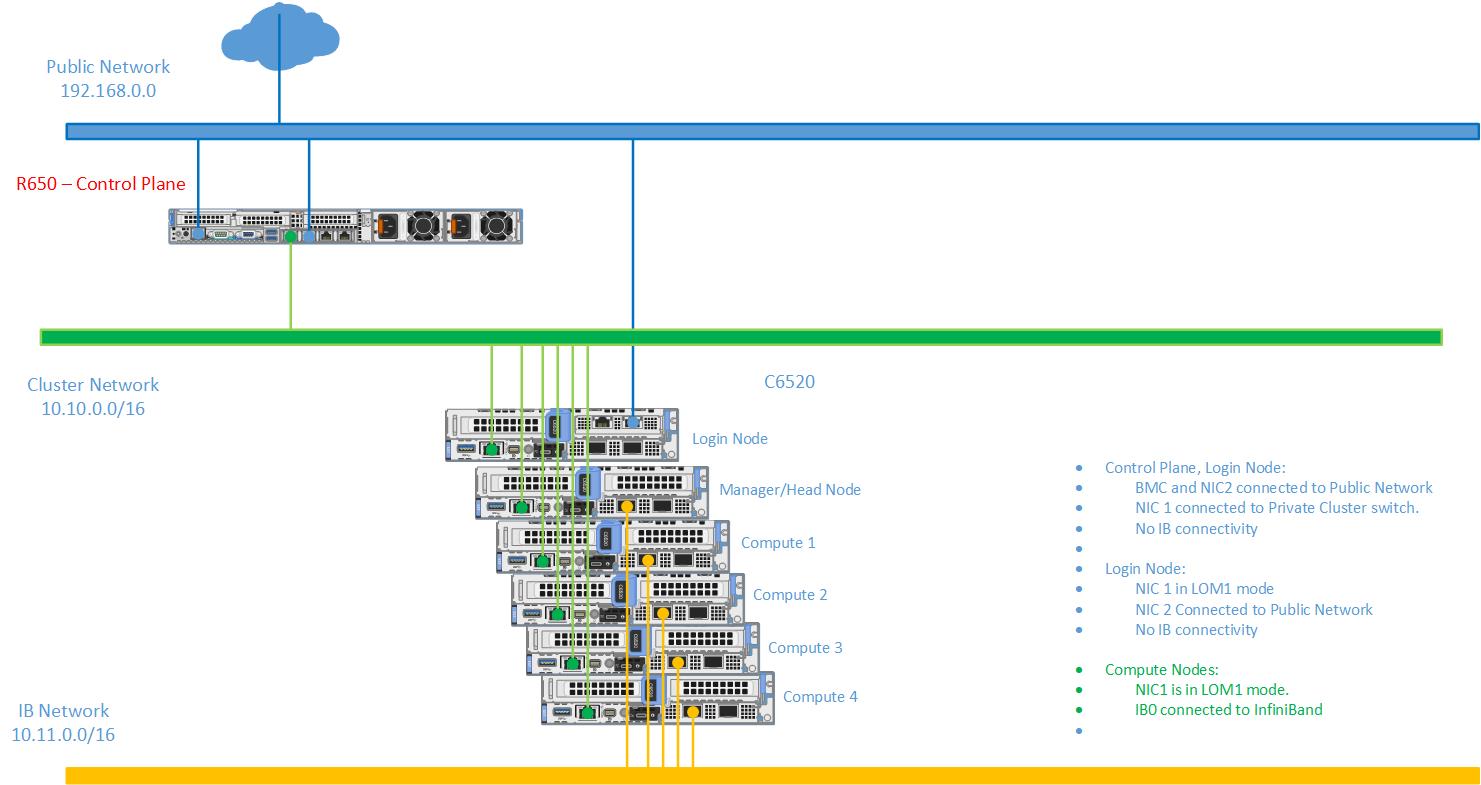 Public Network
192.168.0.0
R650 – Control Plane
Cluster Network
10.10.0.0/16
C6520
Login Node
Manager/Head Node
Compute 1
Compute 2
Compute 3
Compute 4
IB Network
10.11.0.0/16
• Control Plane, Login Node:
• BMC and NIC2 connected to Public Network
• NIC 1 connected to Private Cluster switch.
• No IB connectivity
•
• Login Node:
• NIC 1 in LOM1 mode
• NIC 2 Connected to Public Network
• No IB connectivity
• Compute Nodes:
• NIC1 is in LOM1 mode.
• IB0 connected to InfiniBand
•